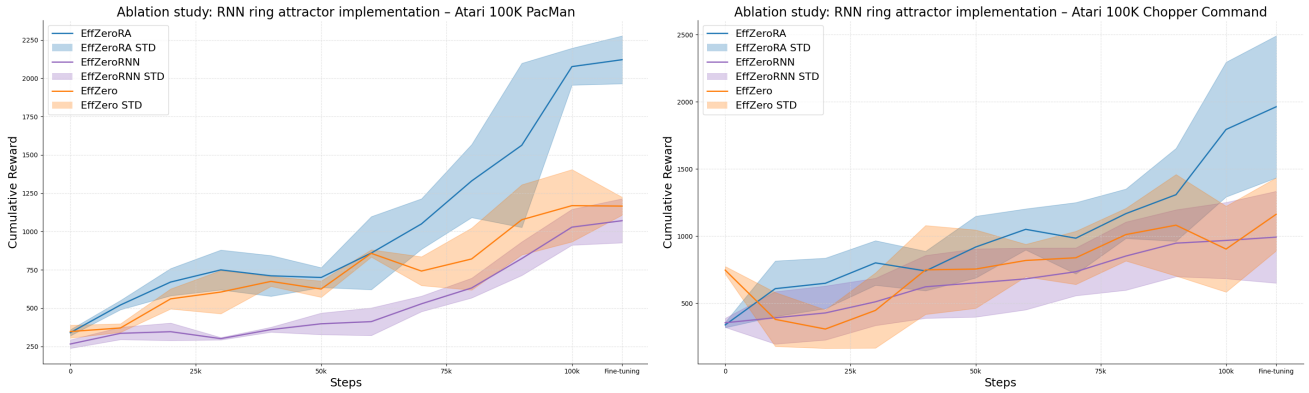 Ablation study: RNN ring attractor implementation – Atari 100K PacMan
EffZeroRA
EffZeroRA STD
EffZeroRNN
EffZeroRNN STD
EffZero
EffZero STD
Cumulative Reward
2250
2000
1750
1500
1250
1000
750
500
250
0
25k
50k
75k
100k
Fine-tuning
Steps
Ablation study: RNN ring attractor implementation – Atari 100K Chopper Command
EffZeroRA
EffZeroRA STD
EffZeroRNN
EffZeroRNN STD
EffZero
EffZero STD
Cumulative Reward
2500
2000
1500
1000
500
0
25k
50k
75k
100k
Fine-tuning
Steps